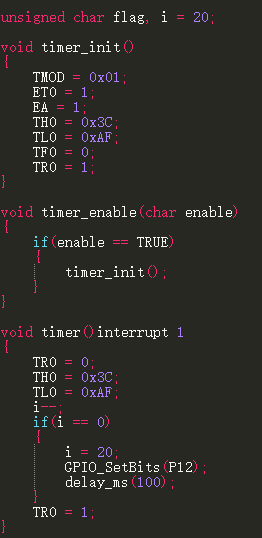 unsigned char flag, i = 20;
void timer_init()
{
    TMOD = 0x01;
    ET0 = 1;
    EA = 1;
    TH0 = 0x3C;
    TL0 = 0xAF;
    TF0 = 0;
    TR0 = 1;
}
void timer_enable(char enable)
{
    if(enable == TRUE)
    {
        timer_init();
    }
}
void timer()interrupt 1
{
    TR0 = 0;
    TH0 = 0x3C;
    TL0 = 0xAF;
    i--;
    if(i == 0)
    {
        i = 20;
        GPIO_SetBits(P12);
        delay_ms(100);
    }
    TR0 = 1;
}